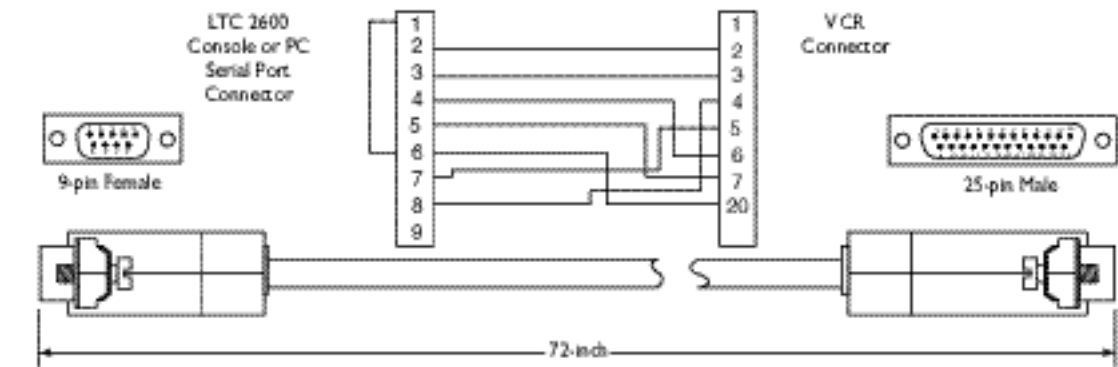 LTC 2600
Console or PC
Serial Port
Connector
1
2
3
4
5
6
7
8
9
1
2
3
4
5
6
7
20
VCR
Connector
9-pin Female
25-pin Male
72-inch